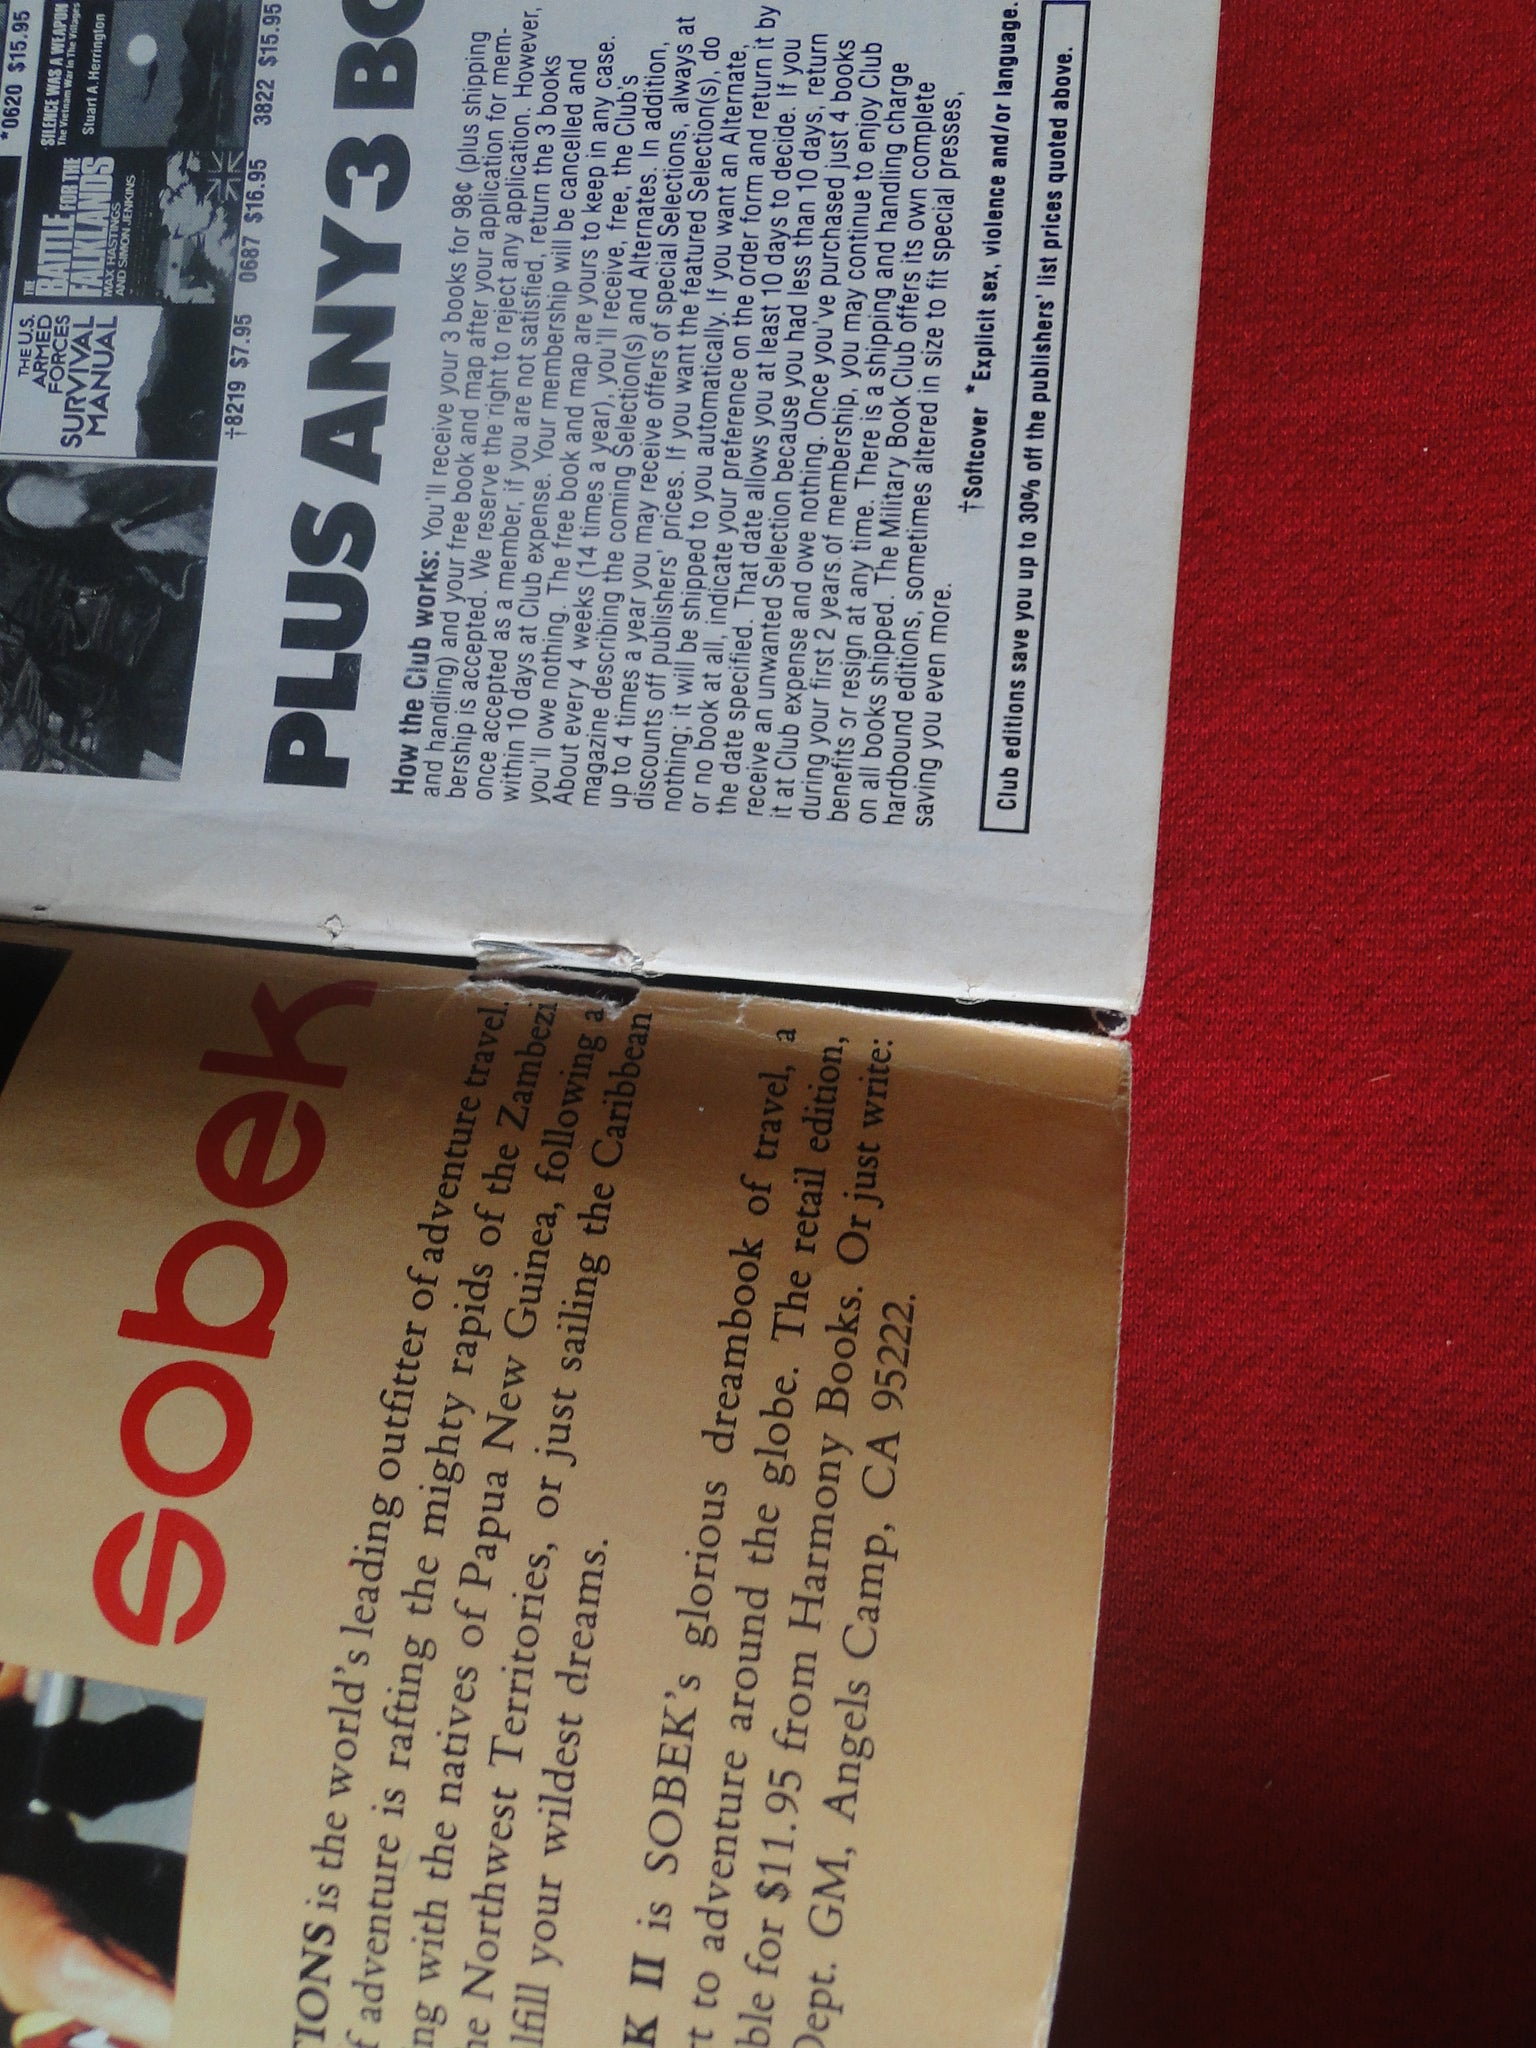 sobek
TIONS is the world's leading outfitter of adventure travel.
f adventure is rafting the mighty rapids of the Zambezi
ng with the natives of Papua New Guinea, following a
he Northwest Territories, or just sailing the Caribbean
lfill your wildest dreams.
K II is SOBEK's glorious dreambook of travel, a
rt to adventure around the globe. The retail edition,
ble for $11.95 from Harmony Books. Or just write:
Dept. GM, Angels Camp, CA 95222.
*0620 $15.95
THE U.S.
ARMED
FORCES
SURVIVAL
MANUAL
THE
BATTLE FOR THE
FALKLANDS
MAX HASTINGS
AND SIMON JENKINS
SILENCE WAS A WEAPON
The Vietnam War in The Villages
Stuart A. Herrington
†8219 $7.95 0687 $16.95 3822 $15.95
PLUS ANY 3 BO
How the Club works: You'll receive your 3 books for 98¢ (plus shipping
and handling) and your free book and map after your application for mem-
bership is accepted. We reserve the right to reject any application. However,
once accepted as a member, if you are not satisfied, return the 3 books
within 10 days at Club expense. Your membership will be cancelled and
you'll owe nothing. The free book and map are yours to keep in any case.
About every 4 weeks (14 times a year), you'll receive, free, the Club's
magazine describing the coming Selection(s) and Alternates. In addition,
up to 4 times a year you may receive offers of special Selections, always at
discounts off publishers' prices. If you want the featured Selection(s), do
nothing; it will be shipped to you automatically. If you want an Alternate,
or no book at all, indicate your preference on the order form and return it by
the date specified. That date allows you at least 10 days to decide. If you
receive an unwanted Selection because you had less than 10 days, return
it at Club expense and owe nothing. Once you've purchased just 4 books
during your first 2 years of membership, you may continue to enjoy Club
benefits or resign at any time. There is a shipping and handling charge
on all books shipped. The Military Book Club offers its own complete
hardbound editions, sometimes altered in size to fit special presses,
saving you even more.
†Softcover *Explicit sex, violence and/or language.
Club editions save you up to 30% off the publishers' list prices quoted above.